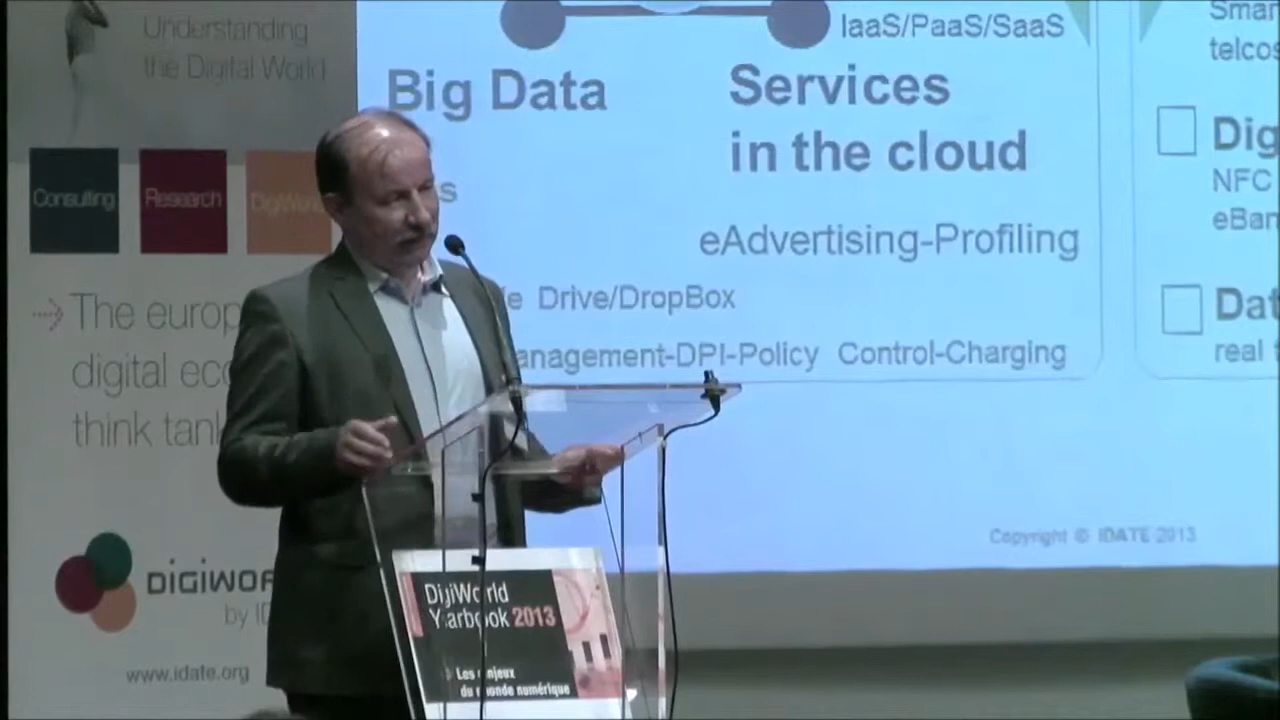 Understanding
the Digital World
Consulting
Research
DigiWor
The europ
digital eco
think tank
DIGIWOR
by ID
www.idate.org
IaaS/PaaS/SaaS
Big Data
Services
in the cloud
s
eAdvertising-Profiling
e Drive/DropBox
anagement-DPI-Policy Control-Charging
Copyright © IDATE 2013
Smar
telcos
Dig
NFC
eBan
Dat
real
DigiWorld
Yearbook 2013
Les enjeux
du monde numérique